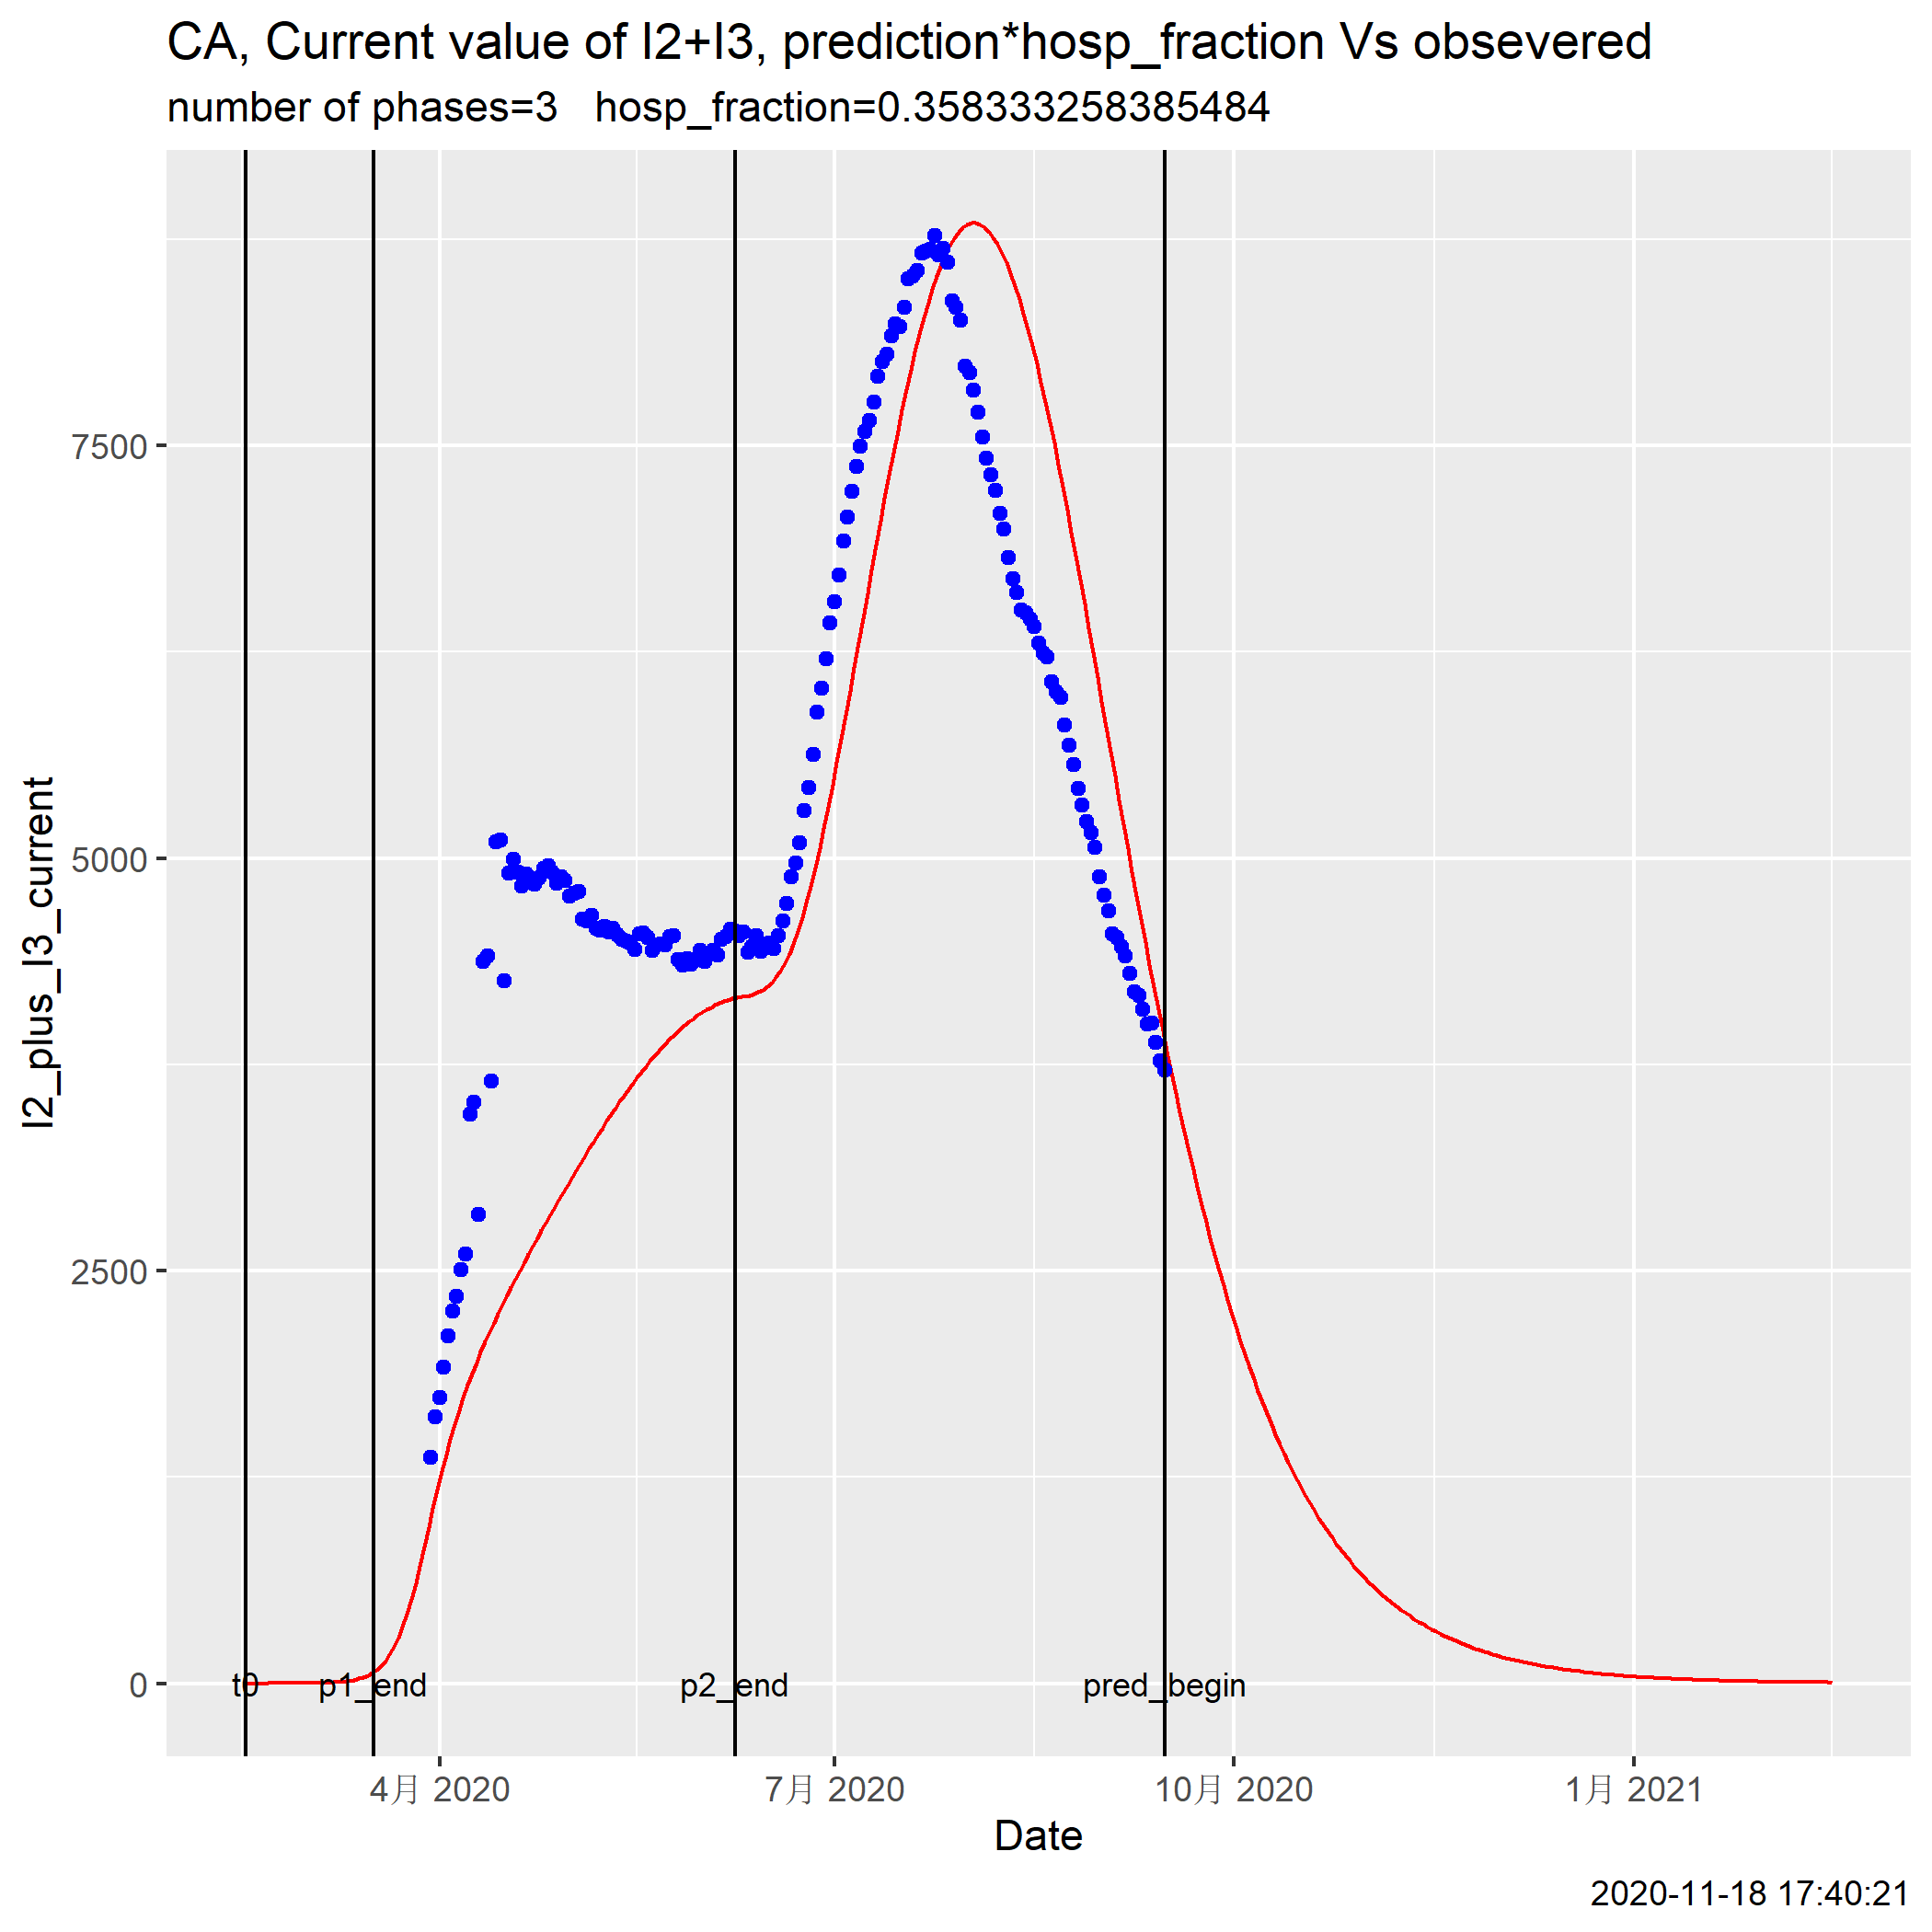 CA, Current value of I2+I3, prediction*hosp_fraction Vs obsevered
number of phases=3   hosp_fraction=0.358333258385484
I2_plus_I3_current
7500
5000
2500
0
t0
p1_end
p2_end
pred_begin
4月 2020
7月 2020
10月 2020
1月 2021
Date
2020-11-18 17:40:21